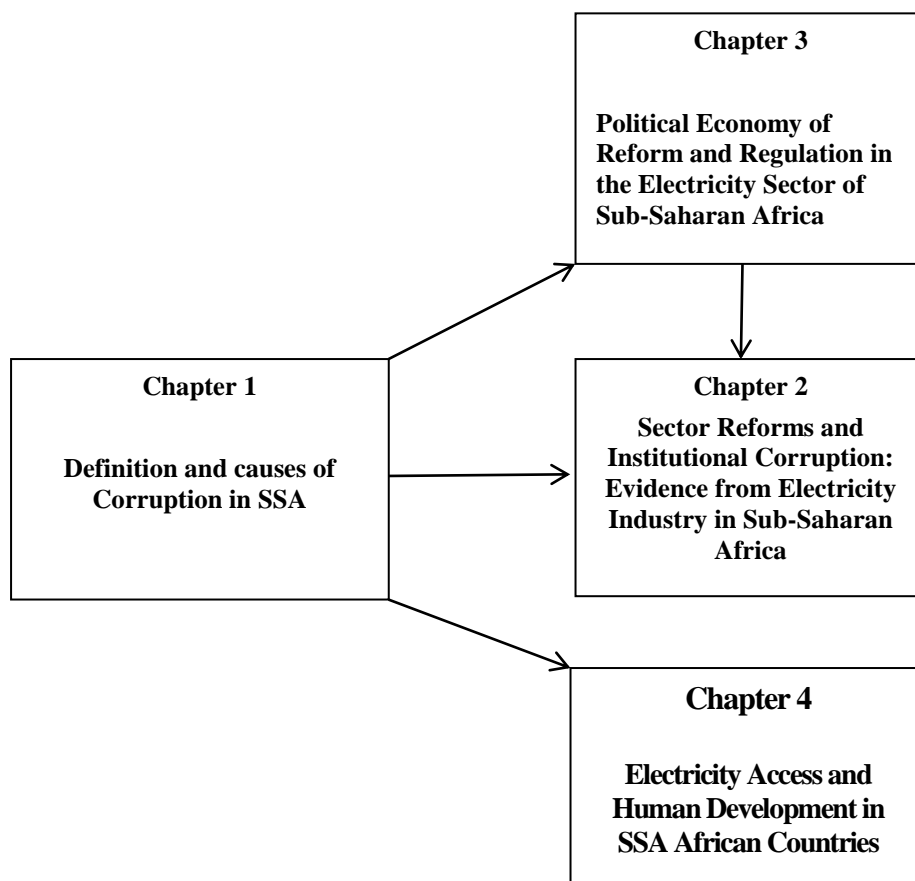 Chapter 3
Political Economy of
Reform and Regulation in
the Electricity Sector of
Sub-Saharan Africa
Chapter 1
Definition and causes of
Corruption in SSA
Chapter 2
Sector Reforms and
Institutional Corruption:
Evidence from Electricity
Industry in Sub-Saharan
Africa
Chapter 4
Electricity Access and
Human Development in
SSA African Countries